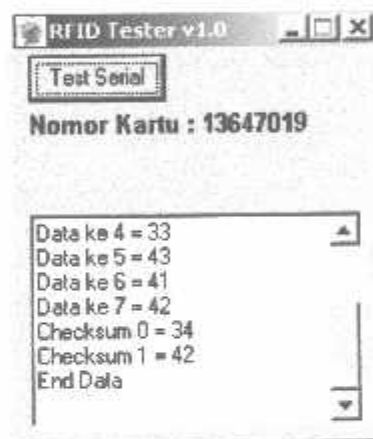 RFID Tester v1.0
Test Serial
Nomor Kartu : 13647019
Data ke 4 = 33
Data ke 5 = 43
Data ke 6 = 41
Data ke 7 = 42
Checksum 0 = 34
Checksum 1 = 42
End Data